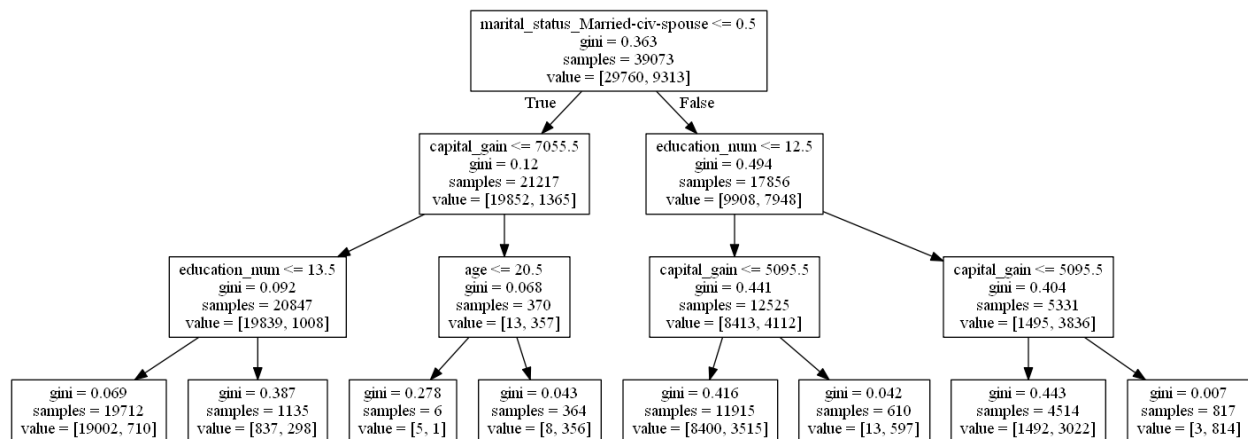 marital_status_Married-civ-spouse <= 0.5
gini = 0.363
samples = 39073
value = [29760, 9313]
True
False
capital_gain <= 7055.5
gini = 0.12
samples = 21217
value = [19852, 1365]
education_num <= 12.5
gini = 0.494
samples = 17856
value = [9908, 7948]
education_num <= 13.5
gini = 0.092
samples = 20847
value = [19839, 1008]
age <= 20.5
gini = 0.068
samples = 370
value = [13, 357]
capital_gain <= 5095.5
gini = 0.441
samples = 12525
value = [8413, 4112]
capital_gain <= 5095.5
gini = 0.404
samples = 5331
value = [1495, 3836]
gini = 0.069
samples = 19712
value = [19002, 710]
gini = 0.387
samples = 1135
value = [837, 298]
gini = 0.278
samples = 6
value = [5, 1]
gini = 0.043
samples = 364
value = [8, 356]
gini = 0.416
samples = 11915
value = [8400, 3515]
gini = 0.042
samples = 610
value = [13, 597]
gini = 0.443
samples = 4514
value = [1492, 3022]
gini = 0.007
samples = 817
value = [3, 814]